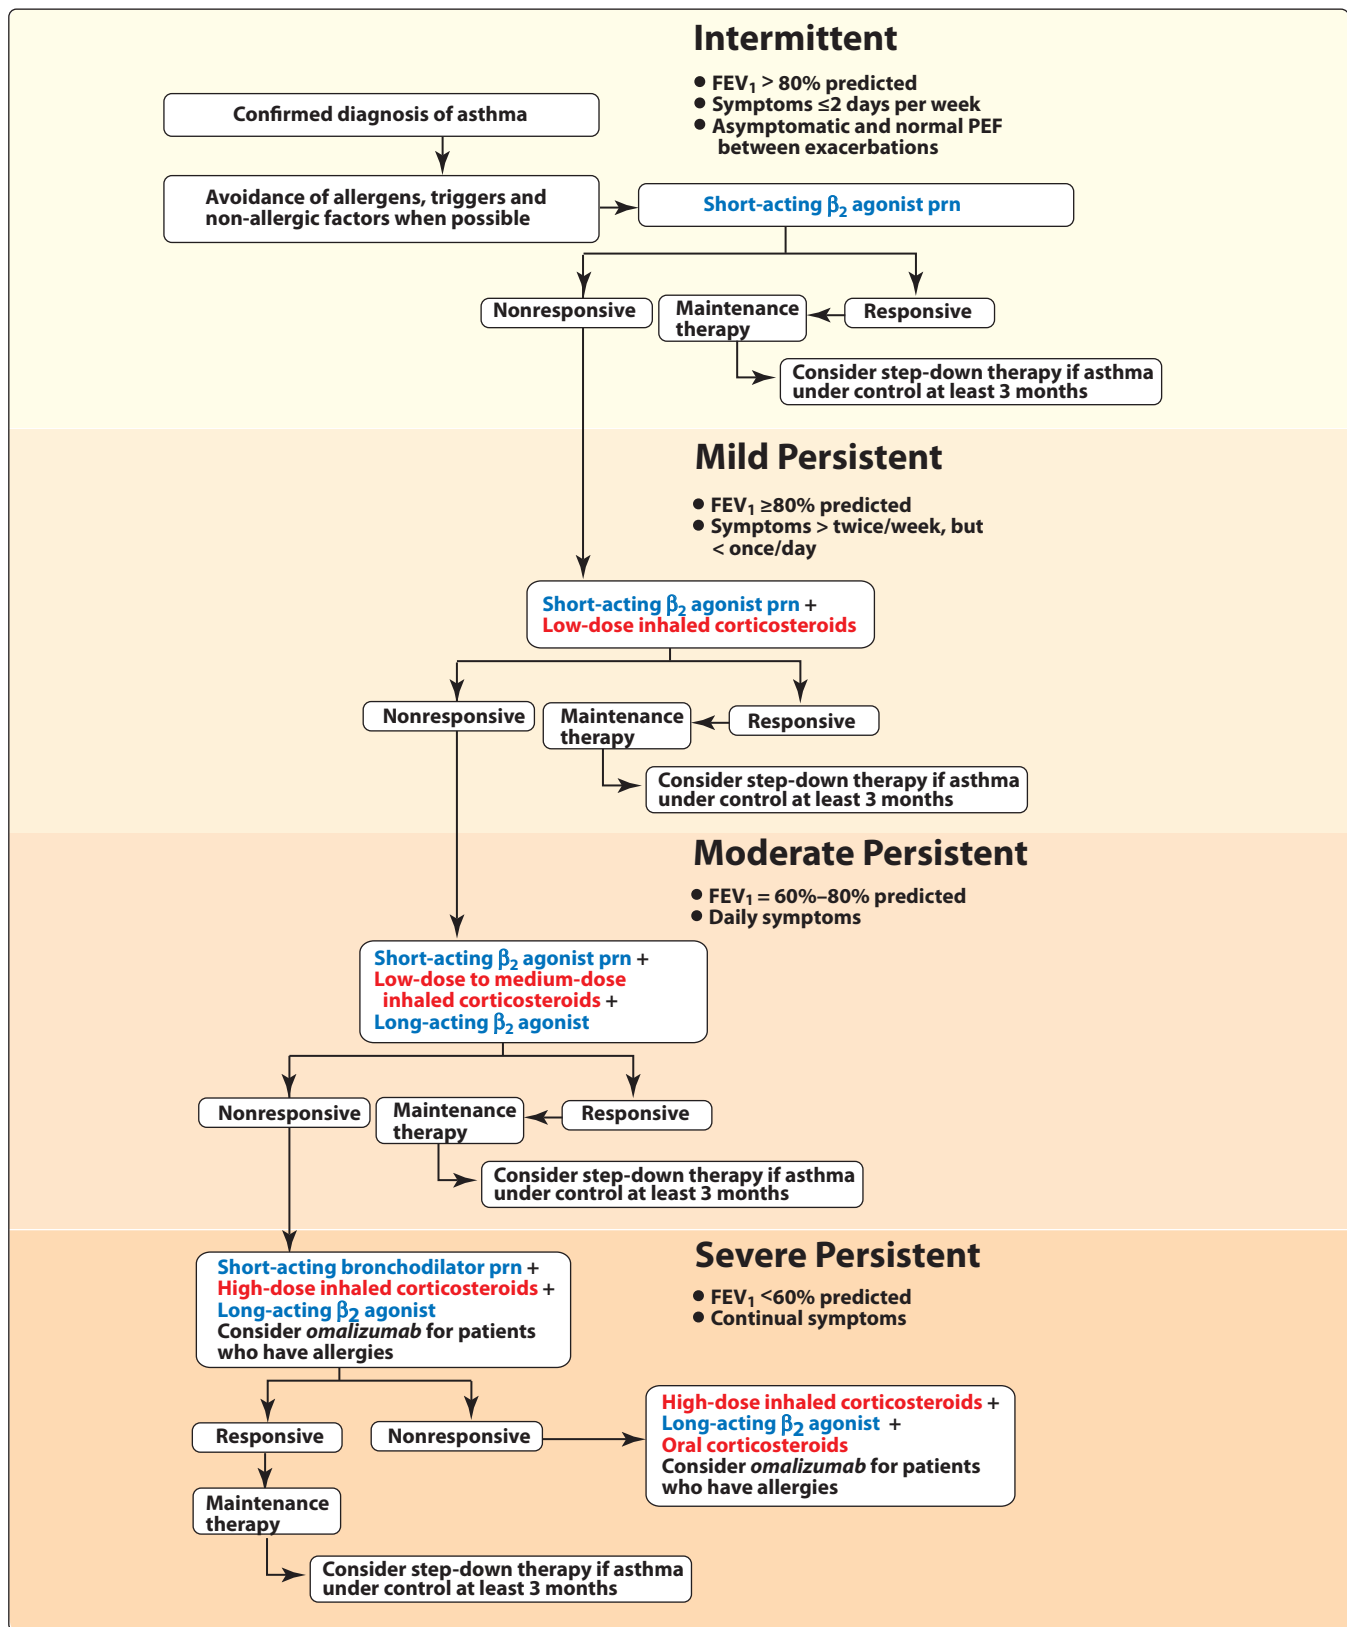 Intermittent
● FEV₁ > 80% predicted
● Symptoms ≤2 days per week
● Asymptomatic and normal PEF
between exacerbations
Confirmed diagnosis of asthma
Avoidance of allergens, triggers and
non-allergic factors when possible
Short-acting β₂ agonist prn
Nonresponsive
Maintenance
therapy
Responsive
Consider step-down therapy if asthma
under control at least 3 months
Mild Persistent
● FEV₁ ≥80% predicted
● Symptoms > twice/week, but
< once/day
Short-acting β₂ agonist prn +
Low-dose inhaled corticosteroids
Nonresponsive
Maintenance
therapy
Responsive
Consider step-down therapy if asthma
under control at least 3 months
Moderate Persistent
● FEV₁ = 60%–80% predicted
● Daily symptoms
Short-acting β₂ agonist prn +
Low-dose to medium-dose
inhaled corticosteroids +
Long-acting β₂ agonist
Nonresponsive
Maintenance
therapy
Responsive
Consider step-down therapy if asthma
under control at least 3 months
Severe Persistent
● FEV₁ <60% predicted
● Continual symptoms
Short-acting bronchodilator prn +
High-dose inhaled corticosteroids +
Long-acting β₂ agonist
Consider omalizumab for patients
who have allergies
Responsive
Nonresponsive
High-dose inhaled corticosteroids +
Long-acting β₂ agonist +
Oral corticosteroids
Consider omalizumab for patients
who have allergies
Maintenance
therapy
Consider step-down therapy if asthma
under control at least 3 months